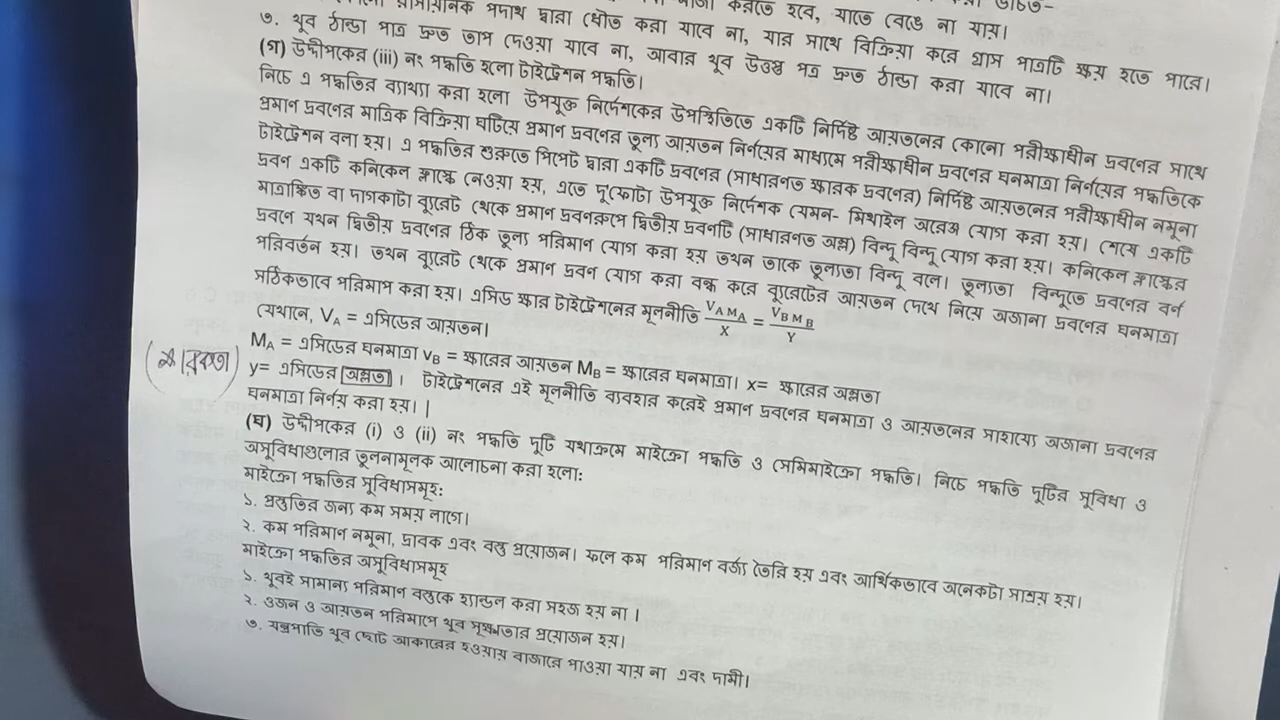 করতে হবে, যাতে বেঙে না যায়।
রাসায়নিক পদার্থ দ্বারা ধৌত করা যাবে না, যার সাথে বিক্রিয়া করে গ্লাস পাত্রটি ক্ষয় হতে পারে।
৩. খুব ঠান্ডা পাত্র দ্রুত তাপ দেওয়া যাবে না, আবার খুব উত্তপ্ত পত্র দ্রুত ঠান্ডা করা যাবে না।
(গ) উদ্দীপকের (iii) নং পদ্ধতি হলো টাইট্রেশন পদ্ধতি।
নিচে এ পদ্ধতির ব্যাখ্যা করা হলো উপযুক্ত নির্দেশকের উপস্থিতিতে একটি নির্দিষ্ট আয়তনের কোনো পরীক্ষাধীন দ্রবণের সাথে
প্রমাণ দ্রবণের মাত্রিক বিক্রিয়া ঘটিয়ে প্রমাণ দ্রবণের তুল্য আয়তন নির্ণয়ের মাধ্যমে পরীক্ষাধীন দ্রবণের ঘনমাত্রা নির্ণয়ের পদ্ধতিকে
টাইট্রেশন বলা হয়। এ পদ্ধতির শুরুতে পিপেট দ্বারা একটি দ্রবণের (সাধারণত ক্ষারক দ্রবণের) নির্দিষ্ট আয়তনের পরীক্ষাধীন নমুনা
দ্রবণ একটি কনিকেল ফ্লাস্কে নেওয়া হয়, এতে দু'ফোটা উপযুক্ত নির্দেশক যেমন- মিথাইল অরেঞ্জ যোগ করা হয়। শেষে একটি
মাত্রাঙ্কিত বা দাগকাটা ব্যুরেট থেকে প্রমাণ দ্রবণরুপে দ্বিতীয় দ্রবণটি (সাধারণত অম্ল) বিন্দু বিন্দু যোগ করা হয়। কনিকেল ফ্লাস্কের
দ্রবণে যখন দ্বিতীয় দ্রবণের ঠিক তুল্য পরিমাণ যোগ করা হয় তখন তাকে তুল্যতা বিন্দু বলে। তুল্যতা বিন্দুতে দ্রবণের বর্ণ
পরিবর্তন হয়। তখন ব্যুরেট থেকে প্রমাণ দ্রবণ যোগ করা বন্ধ করে ব্যুরেটের আয়তন দেখে নিয়ে অজানা দ্রবণের ঘনমাত্রা
সঠিকভাবে পরিমাপ করা হয়। এসিড ক্ষার টাইট্রেশনের মূলনীতি V_A M_A / X = V_B M_B / Y
যেখানে, V_A = এসিডের আয়তন।
M_A = এসিডের ঘনমাত্রা v_B = ক্ষারের আয়তন M_B = ক্ষারের ঘনমাত্রা। x= ক্ষারের অম্লতা
(ক্ষারকতা) y= এসিডের অম্লতা । টাইট্রেশনের এই মূলনীতি ব্যবহার করেই প্রমাণ দ্রবণের ঘনমাত্রা ও আয়তনের সাহায্যে অজানা দ্রবণের
ঘনমাত্রা নির্ণয় করা হয়। |
(ঘ) উদ্দীপকের (i) ও (ii) নং পদ্ধতি দুটি যথাক্রমে মাইক্রো পদ্ধতি ও সেমিমাইক্রো পদ্ধতি। নিচে পদ্ধতি দুটির সুবিধা ও
অসুবিধাগুলোর তুলনামূলক আলোচনা করা হলো:
মাইক্রো পদ্ধতির সুবিধাসমূহ:
১. প্রস্তুতির জন্য কম সময় লাগে।
২. কম পরিমাণ নমুনা, দ্রাবক এবং বস্তু প্রয়োজন। ফলে কম পরিমাণ বর্জ্য তৈরি হয় এবং আর্থিকভাবে অনেকটা সাশ্রয় হয়।
মাইক্রো পদ্ধতির অসুবিধাসমূহ
১. খুবই সামান্য পরিমাণ বস্তুকে হ্যান্ডল করা সহজ হয় না ।
২. ওজন ও আয়তন পরিমাপে খুব সূক্ষ্মতার প্রয়োজন হয়।
৩. যন্ত্রপাতি খুব ছোট আকারের হওয়ায় বাজারে পাওয়া যায় না এবং দামী।